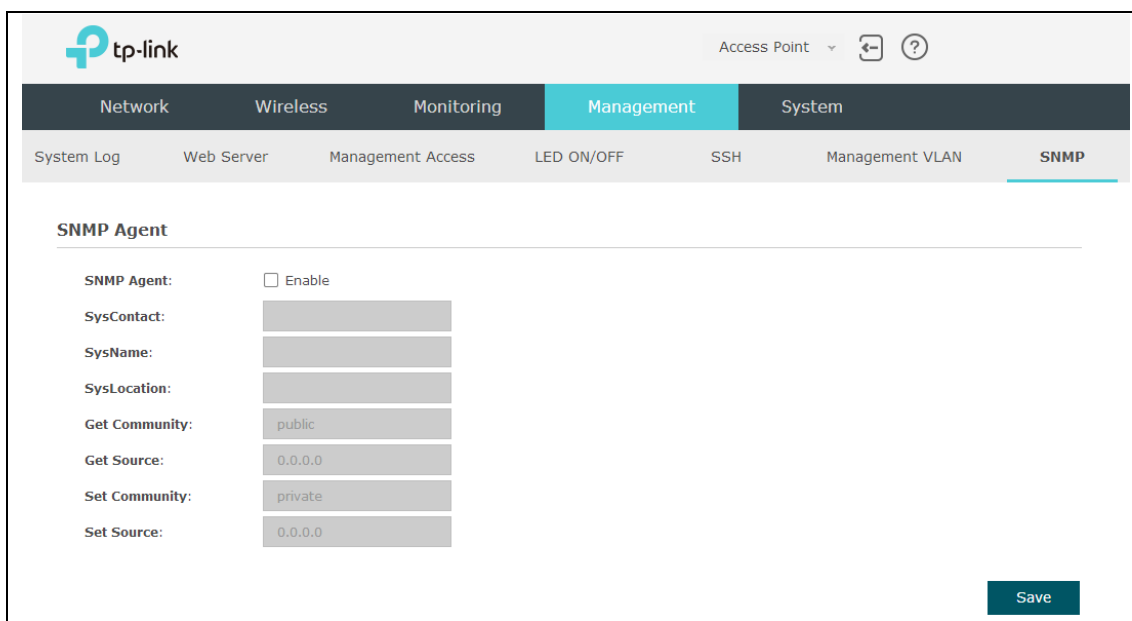 tp-link
Access Point
Network Wireless Monitoring Management System
System Log Web Server Management Access LED ON/OFF SSH Management VLAN SNMP
SNMP Agent
SNMP Agent: Enable
SysContact:
SysName:
SysLocation:
Get Community: public
Get Source: 0.0.0.0
Set Community: private
Set Source: 0.0.0.0
Save